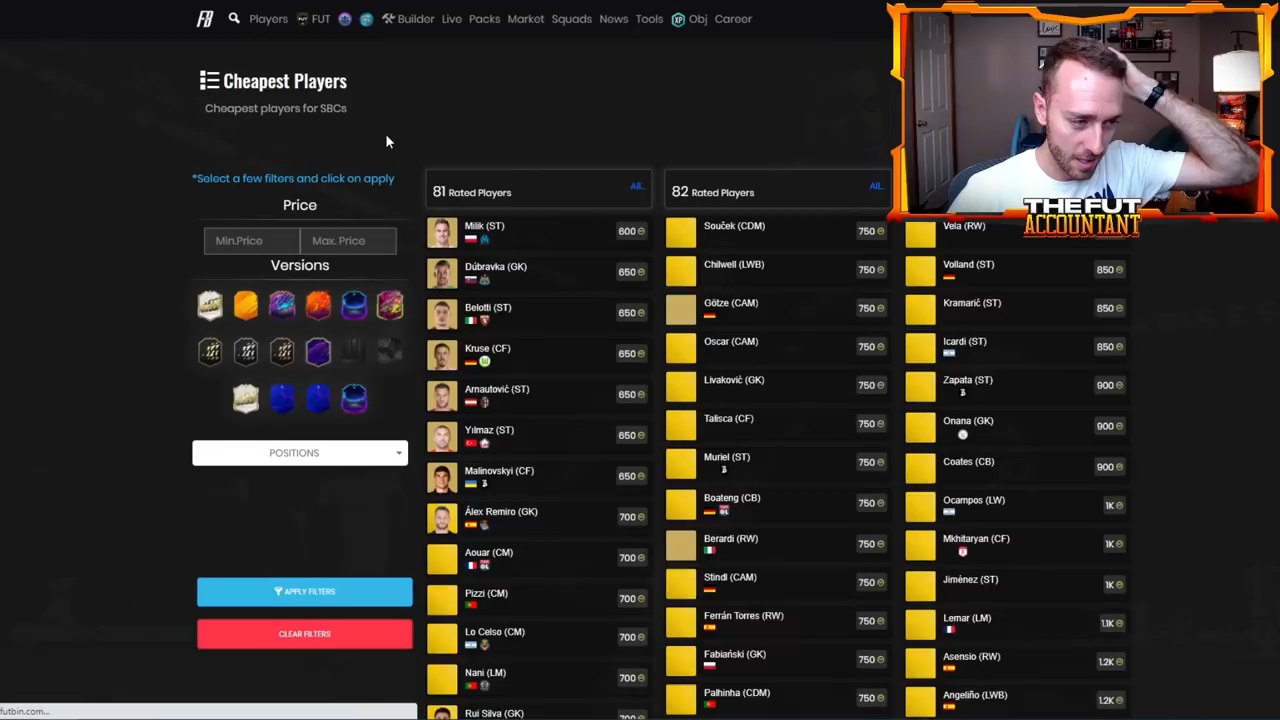 Players FUT Builder Live Packs Market Squads News Tools XP Obj Career
Cheapest Players
Cheapest players for SBCs
*Select a few filters and click on apply
Price
Min.Price Max. Price
Versions
POSITIONS
APPLY FILTERS
CLEAR FILTERS
81 Rated Players All..
Milik (ST) 600
Dúbravka (GK) 650
Belotti (ST) 650
Kruse (CF) 650
Arnautović (ST) 650
Yılmaz (ST) 650
Malinovskyi (CF) 650
Álex Remiro (GK) 700
Aouar (CM) 700
Pizzi (CM) 700
Lo Celso (CM) 700
Nani (LM) 700
Rui Silva (GK) 700
82 Rated Players All..
Souček (CDM) 750
Chilwell (LWB) 750
Götze (CAM) 750
Oscar (CAM) 750
Livaković (GK) 750
Talisca (CF) 750
Muriel (ST) 750
Boateng (CB) 750
Berardi (RW) 750
Stindl (CAM) 750
Ferrán Torres (RW) 750
Fabiański (GK) 750
Palhinha (CDM) 750
Vela (RW)
Volland (ST) 850
Kramarić (ST) 850
Icardi (ST) 850
Zapata (ST) 900
Onana (GK) 900
Coates (CB) 900
Ocampos (LW) 1K
Mkhitaryan (CF) 1K
Jiménez (ST) 1K
Lemar (LM) 1.1K
Asensio (RW) 1.2K
Angeliño (LWB) 1.2K
THE FUT
ACCOUNTANT
futbin.com...